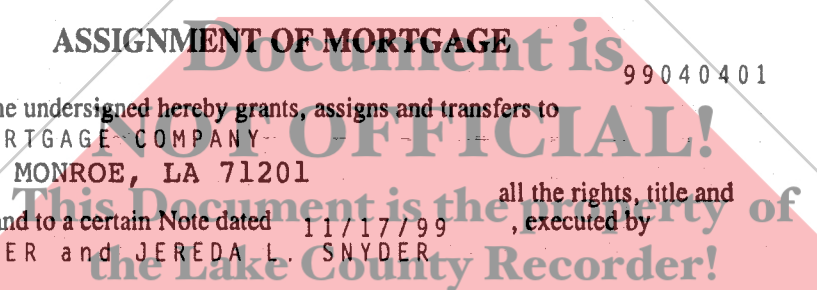 ASSIGNMENT OF MORTGAGE
Document is
99040401
ne undersigned hereby grants, assigns and transfers to
NOT OFFICIAL!
RTGAGE COMPANY
MONROE, LA 71201
all the rights, title and
This Document is the property of
and to a certain Note dated 11/17/99 , executed by
ER and JEREDA L. SNYDER
the Lake County Recorder!